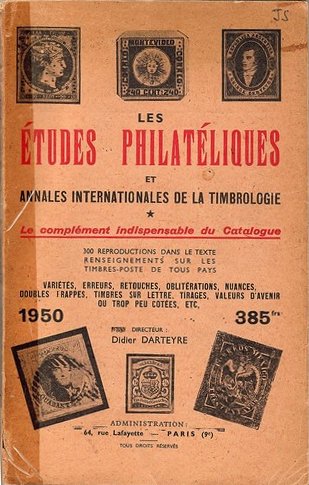 JS
MONTEVIDEO
240 CENTs 240
LES
ÉTUDES PHILATÉLIQUES
ET
ANNALES INTERNATIONALES DE LA TIMBROLOGIE
★
Le complément indispensable du Catalogue
300 REPRODUCTIONS DANS LE TEXTE
RENSEIGNEMENTS SUR LES
TIMBRES-POSTE DE TOUS PAYS
VARIÉTÉS, ERREURS, RETOUCHES, OBLITÉRATIONS, NUANCES,
DOUBLES FRAPPES, TIMBRES SUR LETTRE, TIRAGES, VALEURS D'AVENIR
OU TROP PEU COTÉES, ETC,
1950 385 frs
DIRECTEUR :
Didier DARTEYRE
ADMINISTRATION :
64, rue Lafayette — PARIS (9e)
TOUS DROITS RÉSERVÉS